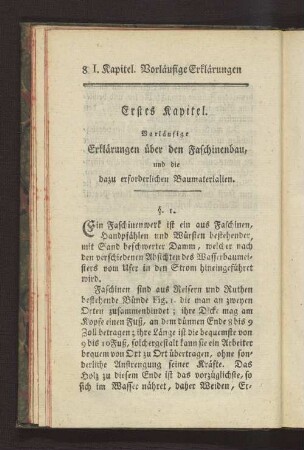 8 I. Kapitel. Vorläufige Erklärungen
Erstes Kapitel.
Vorläufige
Erklärungen über den Faschinenbau,
und die
dazu erforderlichen Baumaterialien.
§. 1.
Ein Faschinenwerk ist ein aus Faschinen,
Handpfählen und Würsten bestehender,
mit Sand beschwerter Damm, welcher nach
den verschiedenen Absichten des Wasserbaumei-
sters vom Ufer in den Strom hineingeführt
wird.
Faschinen sind aus Reisern und Ruthen
bestehende Bünde Fig. 1. die man an zweyen
Orten zusammenbindet; ihre Dicke mag am
Kopfe einen Fuß, an dem dünnen Ende 8 bis 9
Zoll betragen; ihre Länge ist die bequemste von
9 bis 10 Fuß, solchergestalt kann sie ein Arbeiter
bequem von Ort zu Ort übertragen, ohne son-
derliche Anstrengung seiner Kräfte. Das
Holz zu diesem Ende ist das vorzüglichste, so
sich im Wasser nähret, daher Weiden, Er-